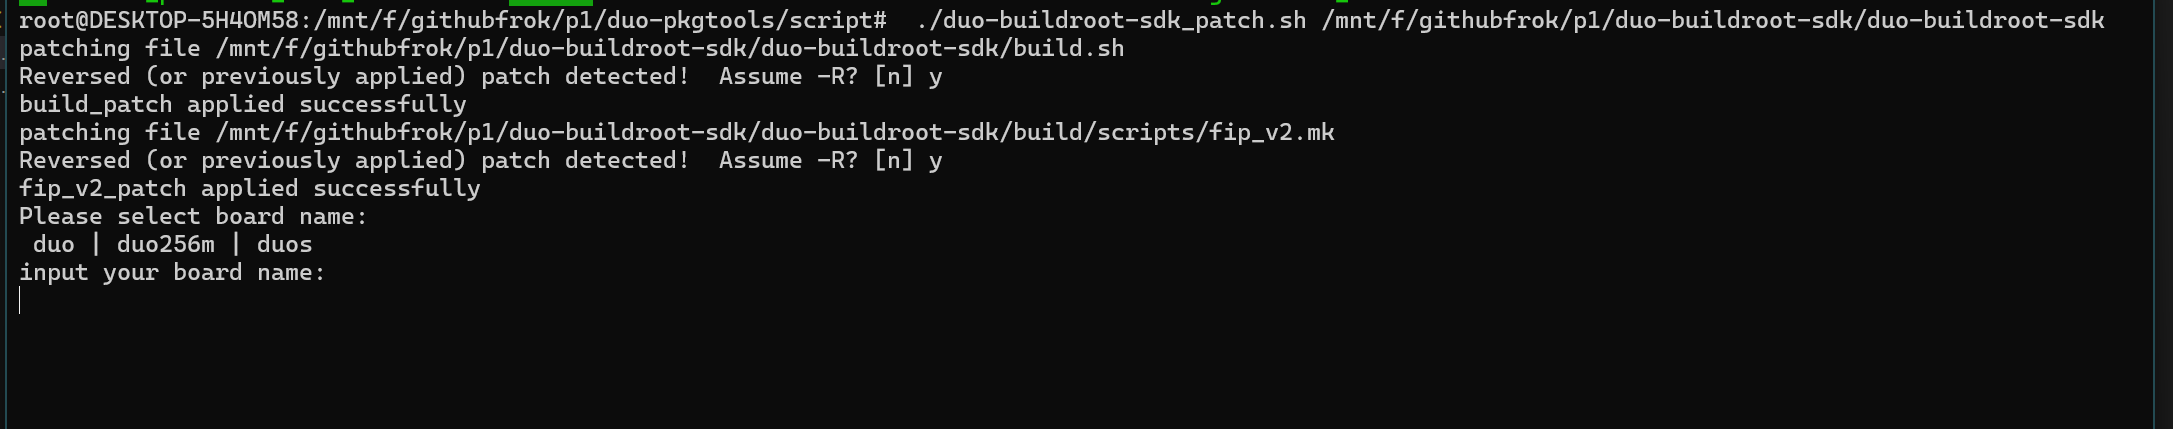 root@DESKTOP-5H4OM58:/mnt/f/githubfrok/p1/duo-pkgtools/script#  ./duo-buildroot-sdk_patch.sh /mnt/f/githubfrok/p1/duo-buildroot-sdk/duo-buildroot-sdk
patching file /mnt/f/githubfrok/p1/duo-buildroot-sdk/duo-buildroot-sdk/build.sh
Reversed (or previously applied) patch detected!  Assume -R? [n] y
build_patch applied successfully
patching file /mnt/f/githubfrok/p1/duo-buildroot-sdk/duo-buildroot-sdk/build/scripts/fip_v2.mk
Reversed (or previously applied) patch detected!  Assume -R? [n] y
fip_v2_patch applied successfully
Please select board name:
 duo | duo256m | duos
input your board name: